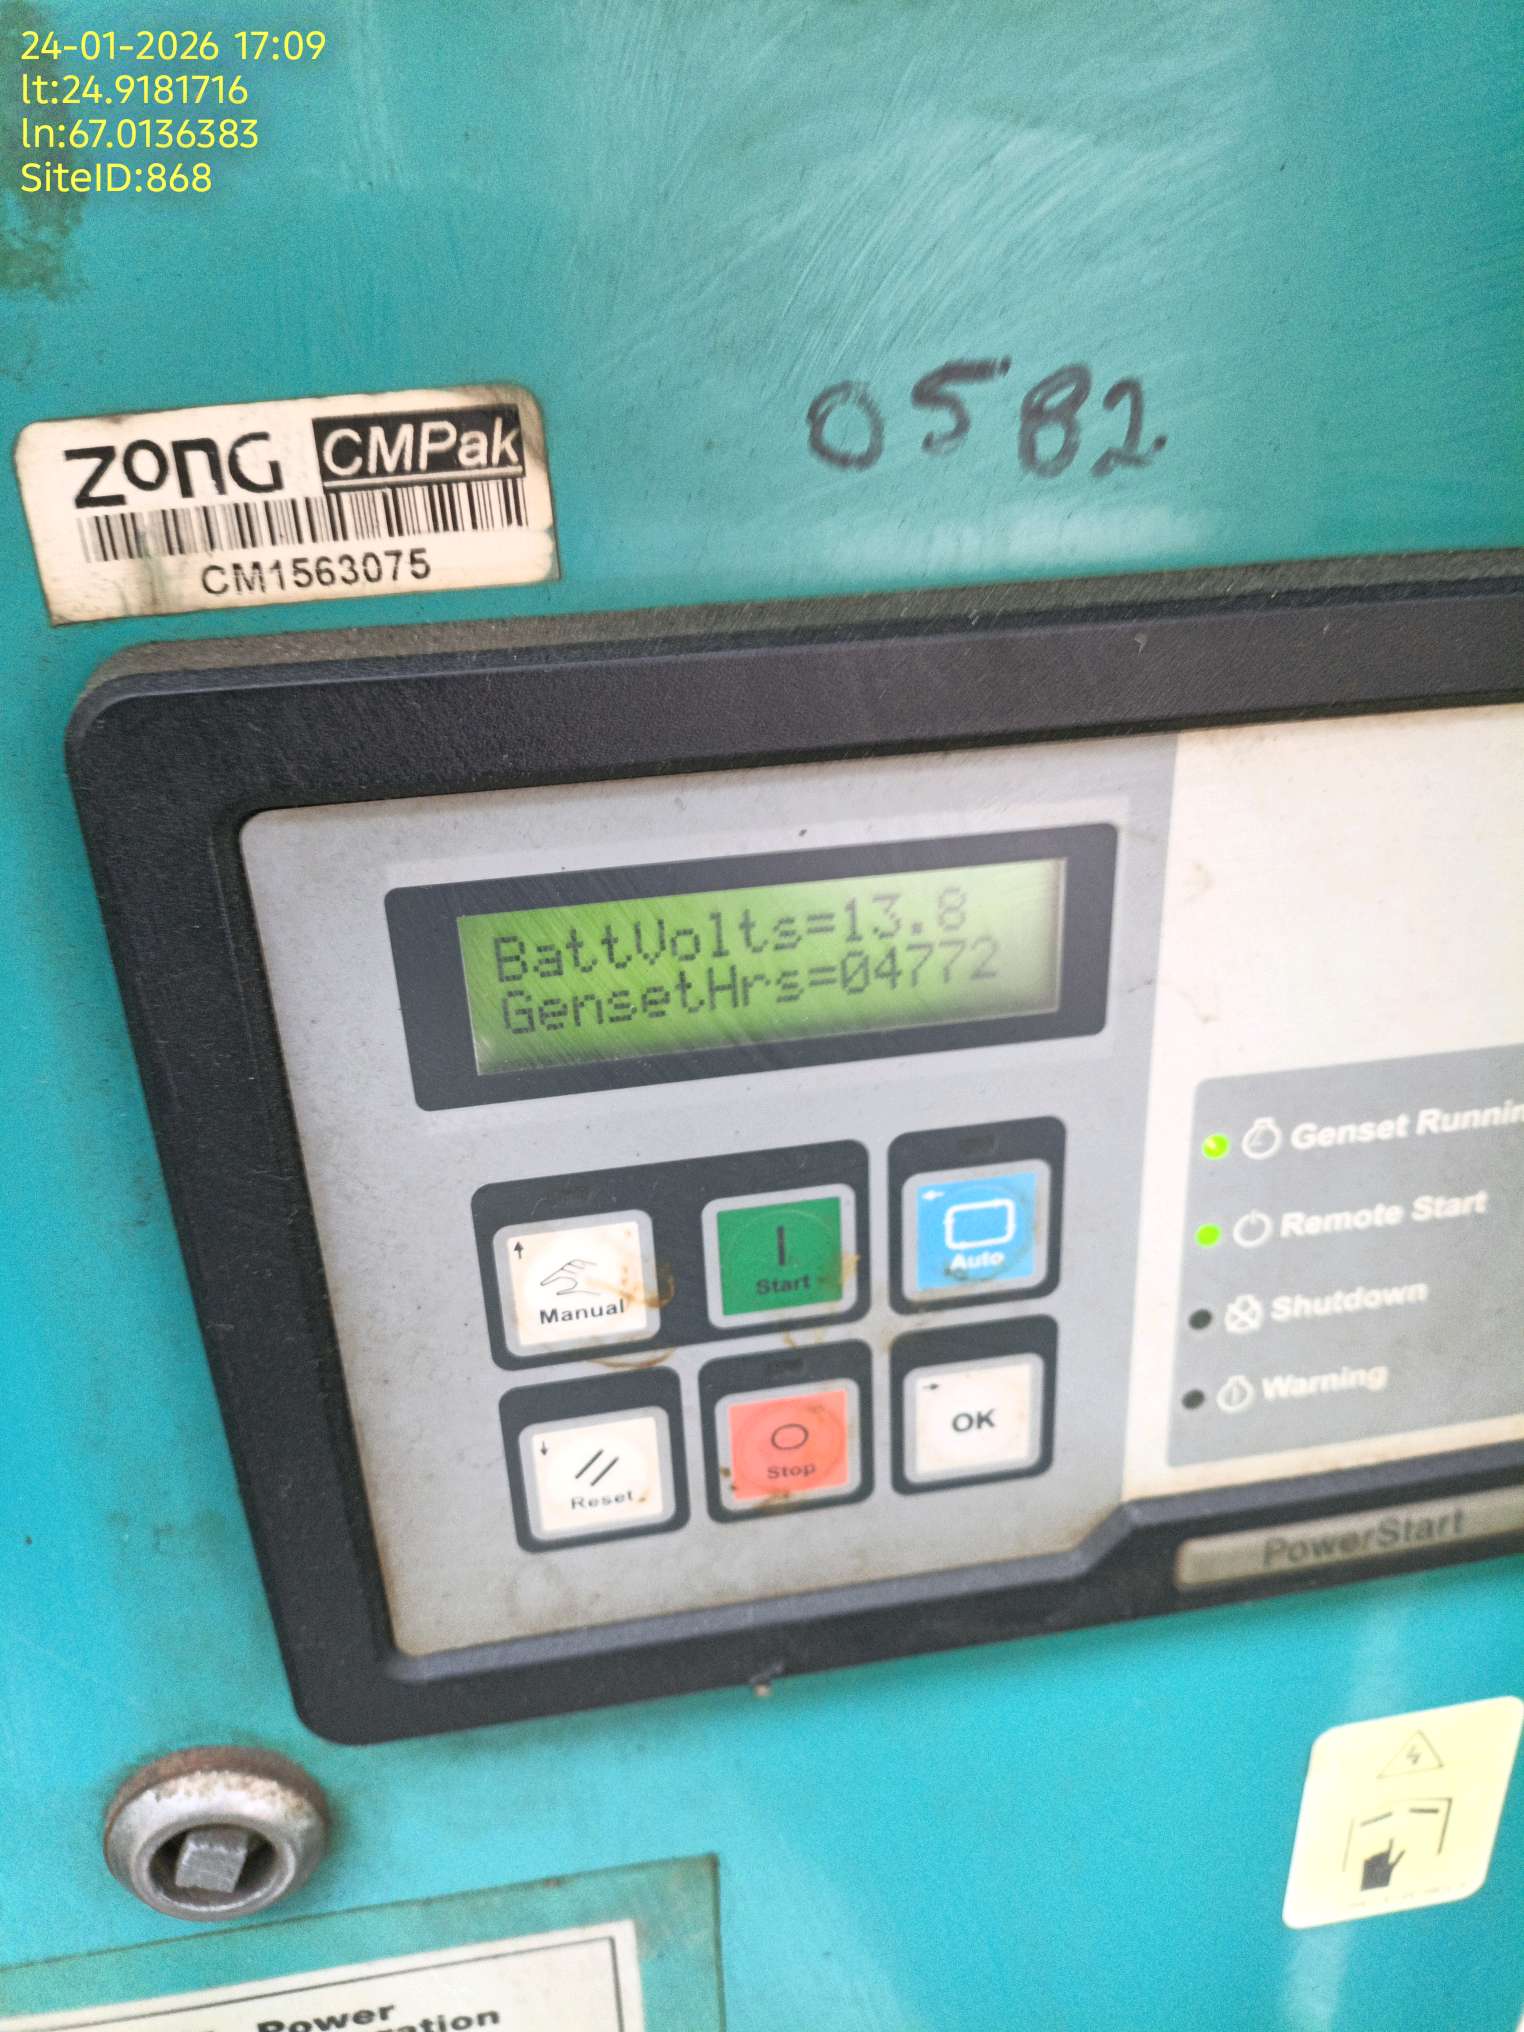 24-01-2026 17:09
lt:24.9181716
ln:67.0136383
SiteID:868
0582
zong CMPak
CM1563075
BattVolts=13.8
GensetHrs=04772
Genset Runnin
Remote Start
Shutdown
Warning
Manual
Start
Auto
Reset
Stop
OK
PowerStart
Power
ration